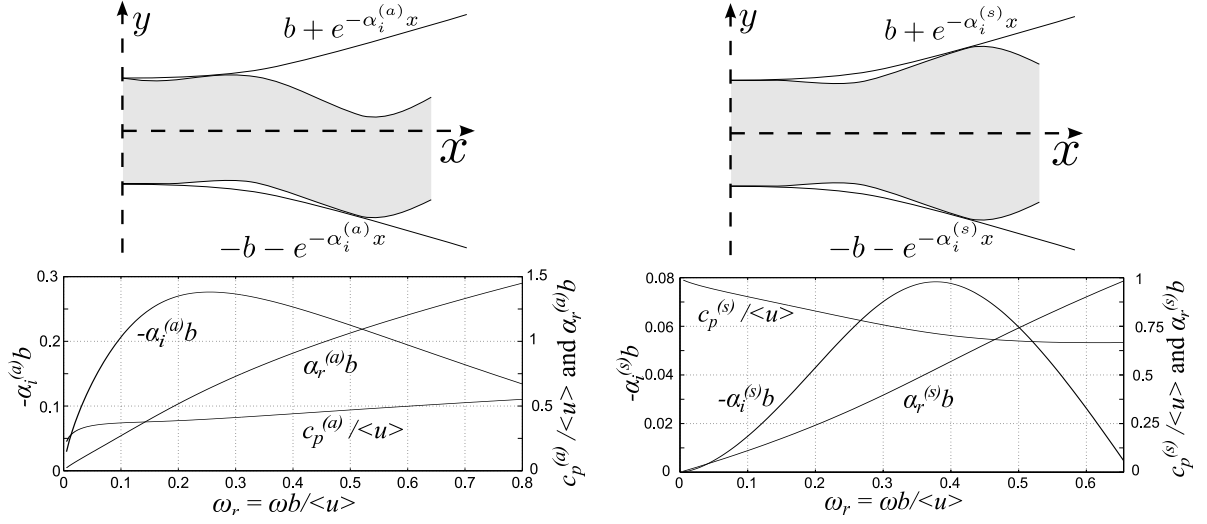 y
b + e^{-α_i^{(a)} x}
x
-b - e^{-α_i^{(a)} x}
0.3
0.2
0.1
0
-α_i^{(a)}b
1.5
1
0.5
0
c_p^{(a)}/<u> and α_r^{(a)}b
-α_i^{(a)}b
α_r^{(a)}b
c_p^{(a)}/<u>
0 0.1 0.2 0.3 0.4 0.5 0.6 0.7 0.8
ω_r = ωb/<u>
y
b + e^{-α_i^{(s)} x}
x
-b - e^{-α_i^{(s)} x}
0.08
0.06
0.04
0.02
0
-α_i^{(s)}b
1
0.75
0.5
0.25
0
c_p^{(s)}/<u> and α_r^{(s)}b
c_p^{(s)}/<u>
-α_i^{(s)}b
α_r^{(s)}b
0 0.1 0.2 0.3 0.4 0.5 0.6
ω_r = ωb/<u>